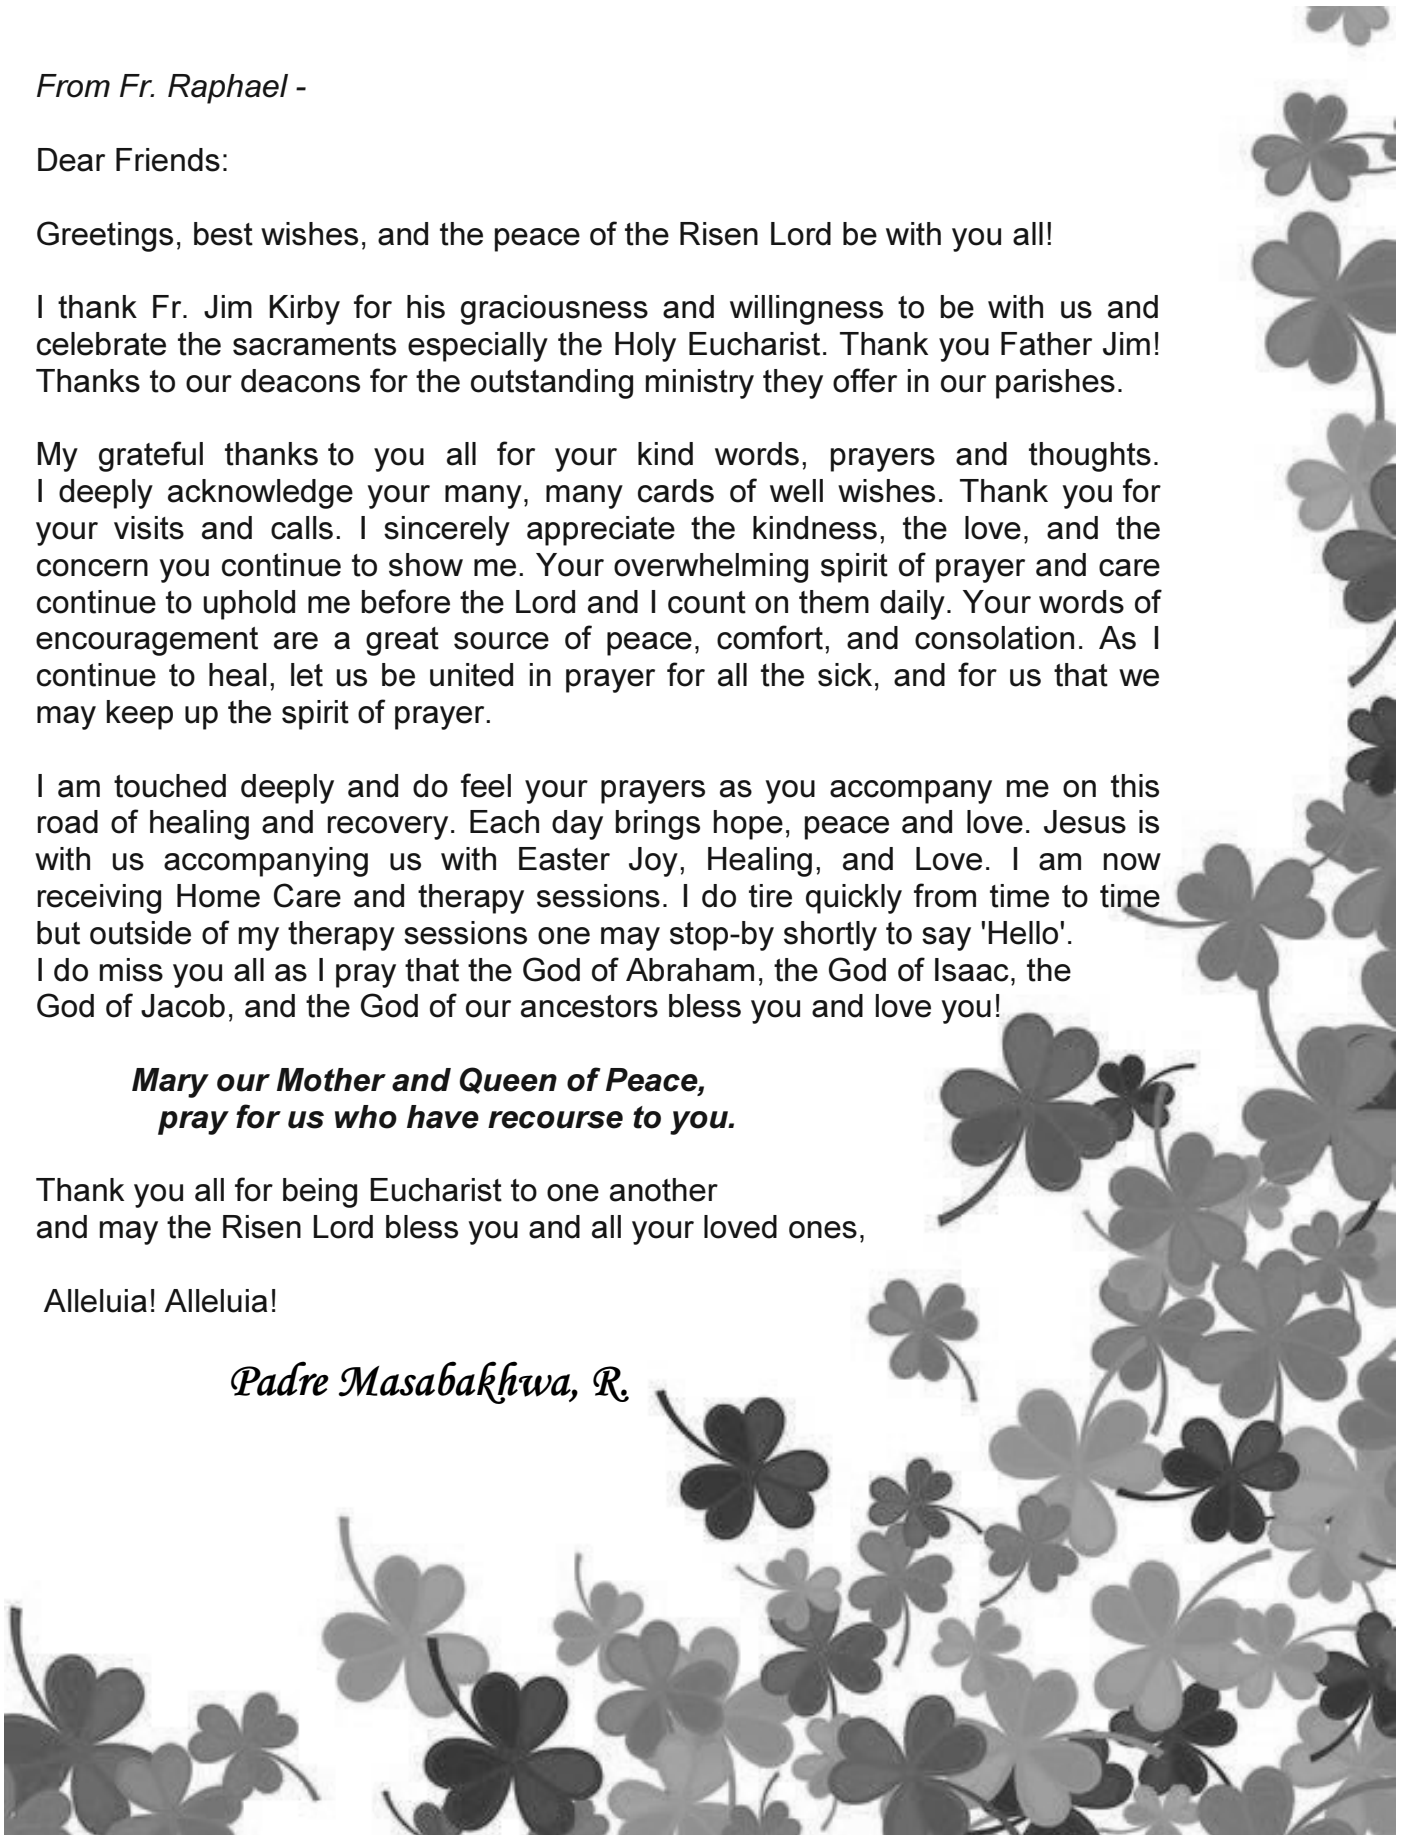 From Fr. Raphael -
Dear Friends:
Greetings, best wishes, and the peace of the Risen Lord be with you all!
I thank Fr. Jim Kirby for his graciousness and willingness to be with us and
celebrate the sacraments especially the Holy Eucharist. Thank you Father Jim!
Thanks to our deacons for the outstanding ministry they offer in our parishes.
My grateful thanks to you all for your kind words, prayers and thoughts.
I deeply acknowledge your many, many cards of well wishes. Thank you for
your visits and calls. I sincerely appreciate the kindness, the love, and the
concern you continue to show me. Your overwhelming spirit of prayer and care
continue to uphold me before the Lord and I count on them daily. Your words of
encouragement are a great source of peace, comfort, and consolation. As I
continue to heal, let us be united in prayer for all the sick, and for us that we
may keep up the spirit of prayer.
I am touched deeply and do feel your prayers as you accompany me on this
road of healing and recovery. Each day brings hope, peace and love. Jesus is
with us accompanying us with Easter Joy, Healing, and Love. I am now
receiving Home Care and therapy sessions. I do tire quickly from time to time
but outside of my therapy sessions one may stop-by shortly to say 'Hello'.
I do miss you all as I pray that the God of Abraham, the God of Isaac, the
God of Jacob, and the God of our ancestors bless you and love you!
Mary our Mother and Queen of Peace,
pray for us who have recourse to you.
Thank you all for being Eucharist to one another
and may the Risen Lord bless you and all your loved ones,
Alleluia! Alleluia!
Padre Masabakhwa, R.